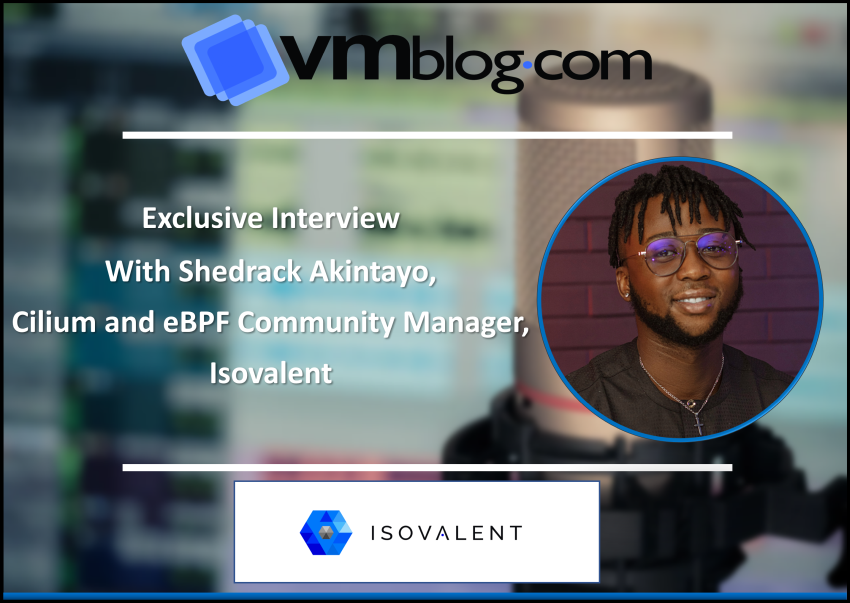 vmblog.com
Exclusive Interview
With Shedrack Akintayo,
Cilium and eBPF Community Manager,
Isovalent
ISOVALENT